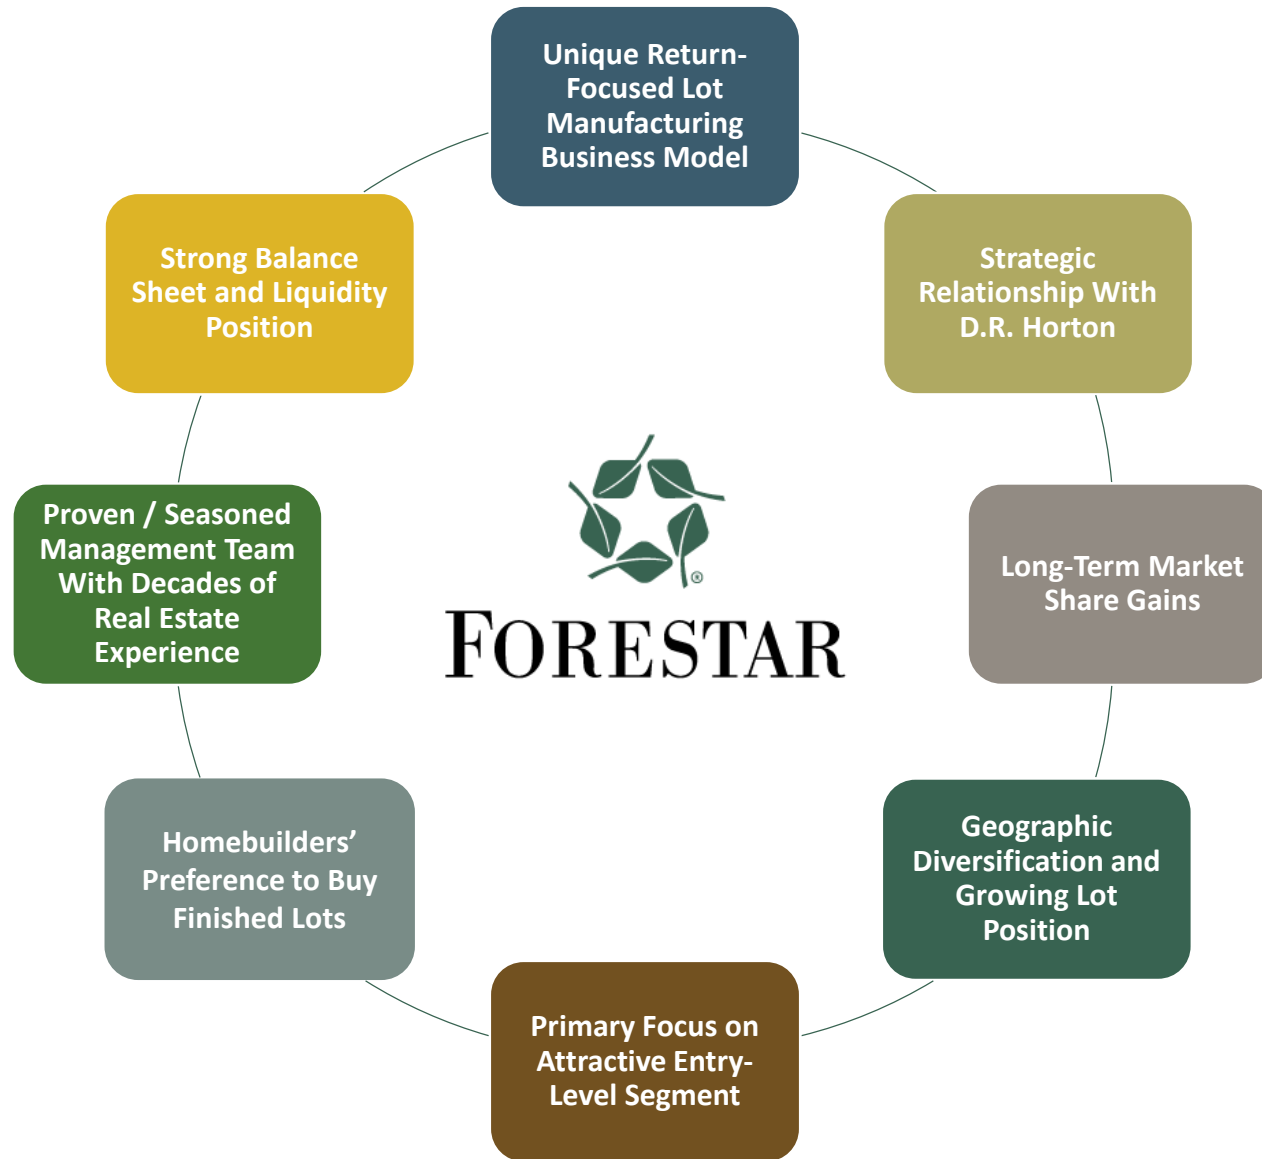 Unique Return-
Focused Lot
Manufacturing
Business Model
Strategic
Relationship With
D.R. Horton
Long-Term Market
Share Gains
Geographic
Diversification and
Growing Lot
Position
Primary Focus on
Attractive Entry-
Level Segment
Homebuilders’
Preference to Buy
Finished Lots
Proven / Seasoned
Management Team
With Decades of
Real Estate
Experience
Strong Balance
Sheet and Liquidity
Position
®
FORESTAR